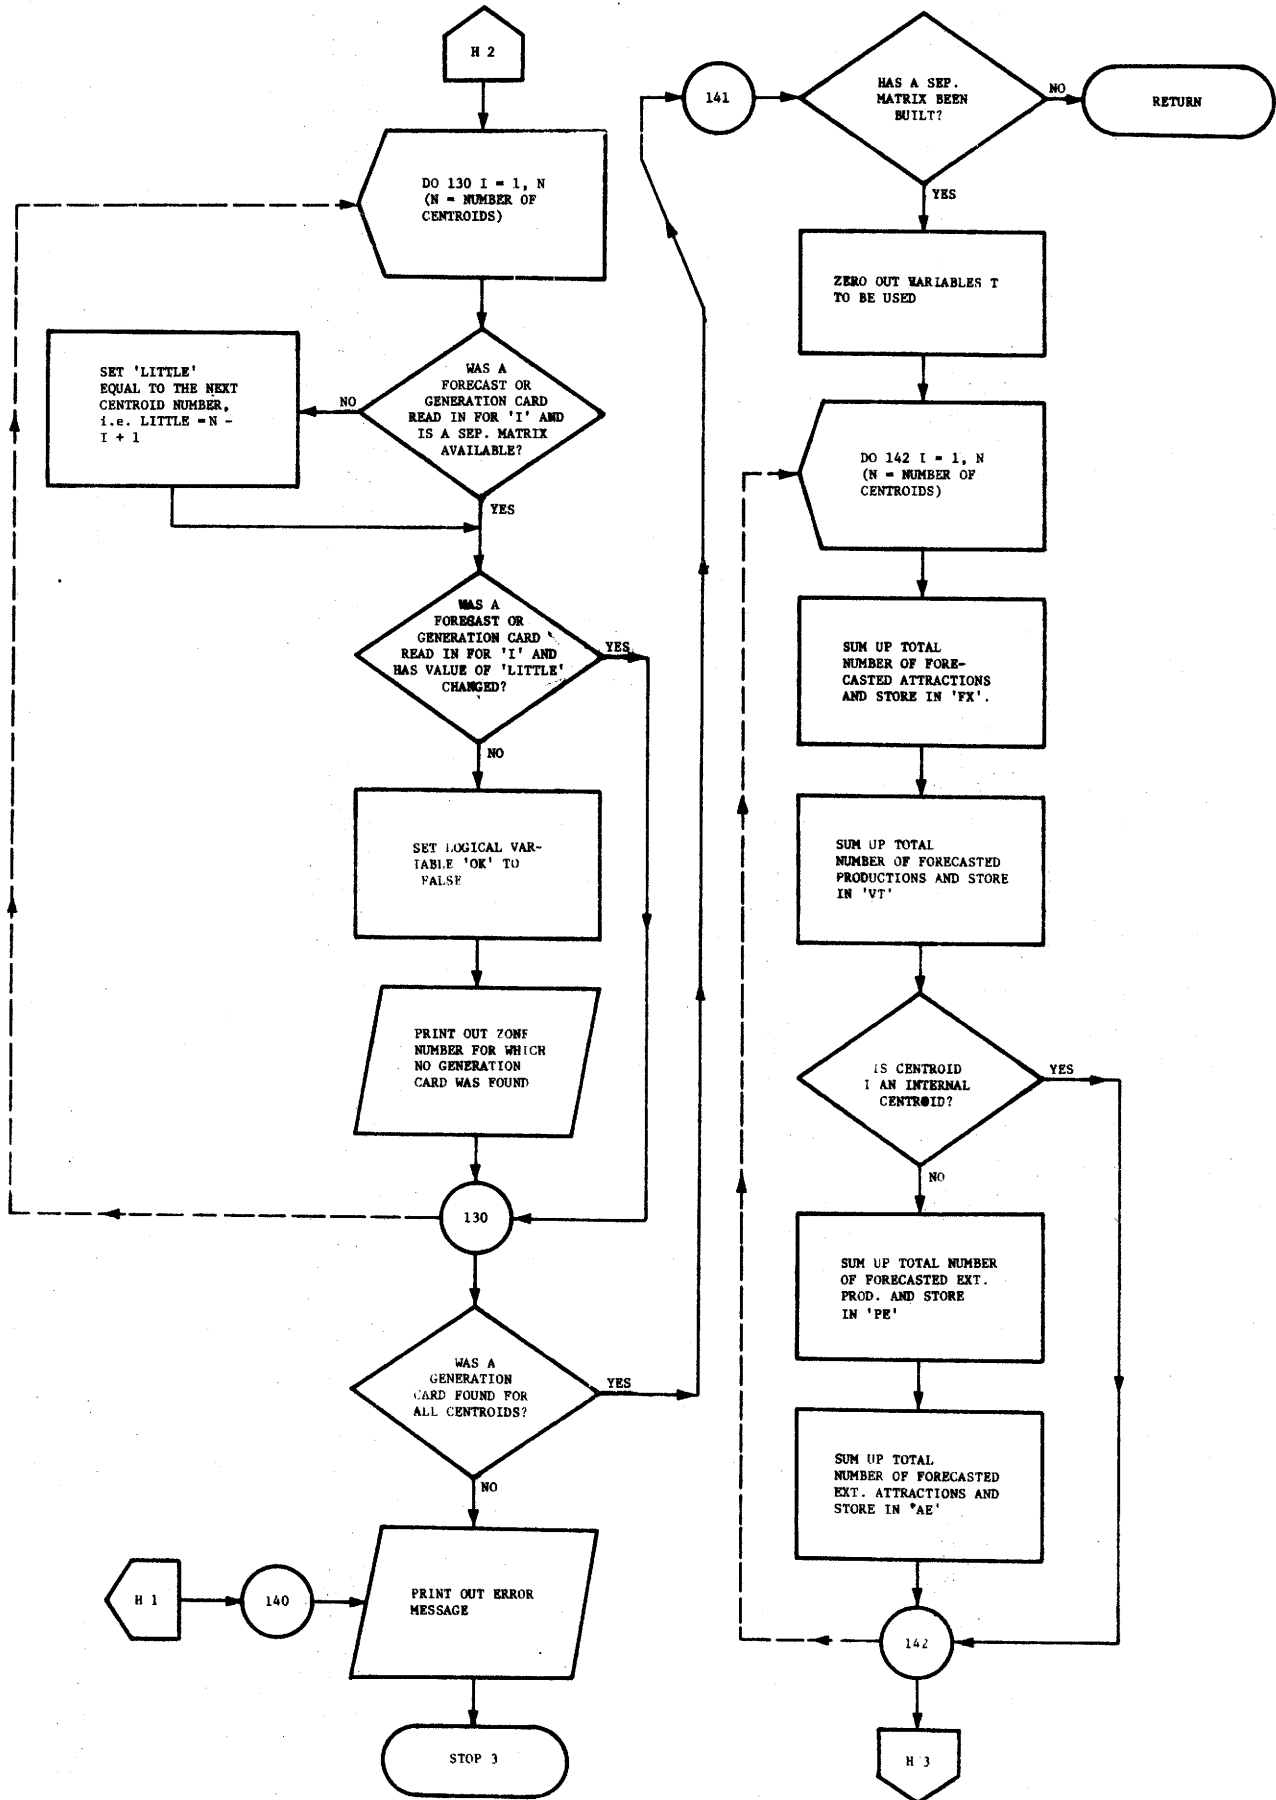 H 2
DO 130 I = 1, N
(N = NUMBER OF
CENTROIDS)
WAS A
FORECAST OR
GENERATION CARD
READ IN FOR 'I' AND
IS A SEP. MATRIX
AVAILABLE?
NO
SET 'LITTLE'
EQUAL TO THE NEXT
CENTROID NUMBER,
i.e. LITTLE = N -
I + 1
YES
WAS A
FORECAST OR
GENERATION CARD
READ IN FOR 'I' AND
HAS VALUE OF 'LITTLE'
CHANGED?
YES
NO
SET LOGICAL VAR-
IABLE 'OK' TO
FALSE
PRINT OUT ZONE
NUMBER FOR WHICH
NO GENERATION
CARD WAS FOUND
130
WAS A
GENERATION
CARD FOUND FOR
ALL CENTROIDS?
YES
NO
H 1
140
PRINT OUT ERROR
MESSAGE
STOP 3
141
HAS A SEP.
MATRIX BEEN
BUILT?
NO
RETURN
YES
ZERO OUT VARIABLES T
TO BE USED
DO 142 I = 1, N
(N = NUMBER OF
CENTROIDS)
SUM UP TOTAL
NUMBER OF FORE-
CASTED ATTRACTIONS
AND STORE IN 'FX'.
SUM UP TOTAL
NUMBER OF FORECASTED
PRODUCTIONS AND STORE
IN 'VT'
IS CENTROID
I AN INTERNAL
CENTROID?
YES
NO
SUM UP TOTAL NUMBER
OF FORECASTED EXT.
PROD. AND STORE
IN 'PE'
SUM UP TOTAL
NUMBER OF FORECASTED
EXT. ATTRACTIONS AND
STORE IN 'AE'
142
H 3